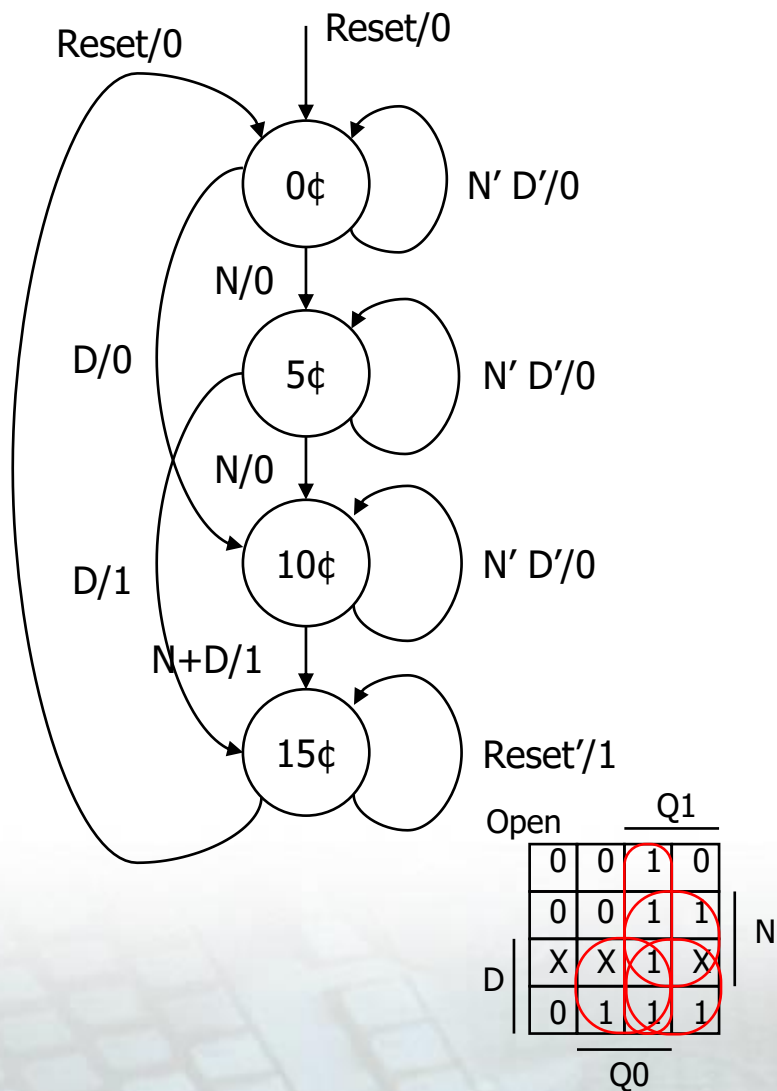 Reset/0
Reset/0
0¢
N’ D’/0
N/0
D/0
5¢
N’ D’/0
N/0
D/1
10¢
N’ D’/0
N+D/1
15¢
Reset’/1
Open
Q1
0 0 1 0
0 0 1 1
N
X X 1 X
D
0 1 1 1
Q0